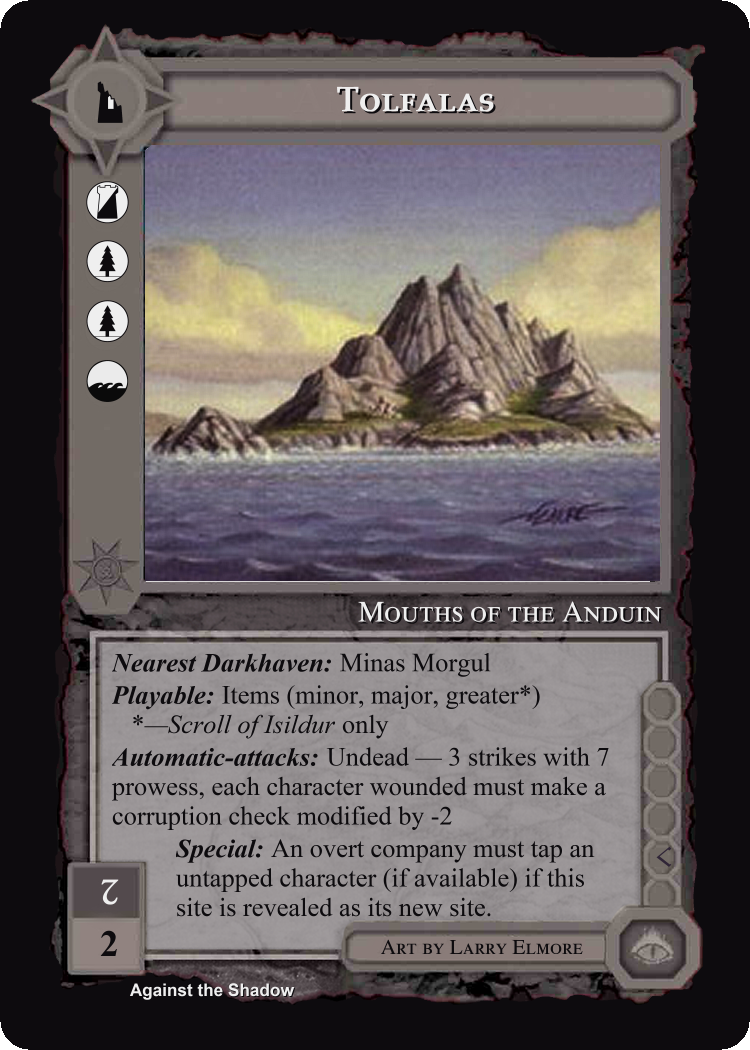 Tolfalas
Elmore
Mouths of the Anduin
Nearest Darkhaven: Minas Morgul
Playable: Items (minor, major, greater*)
*—Scroll of Isildur only
Automatic-attacks: Undead — 3 strikes with 7
prowess, each character wounded must make a
corruption check modified by -2
Special: An overt company must tap an
untapped character (if available) if this
site is revealed as its new site.
2
2
Art by Larry Elmore
Against the Shadow